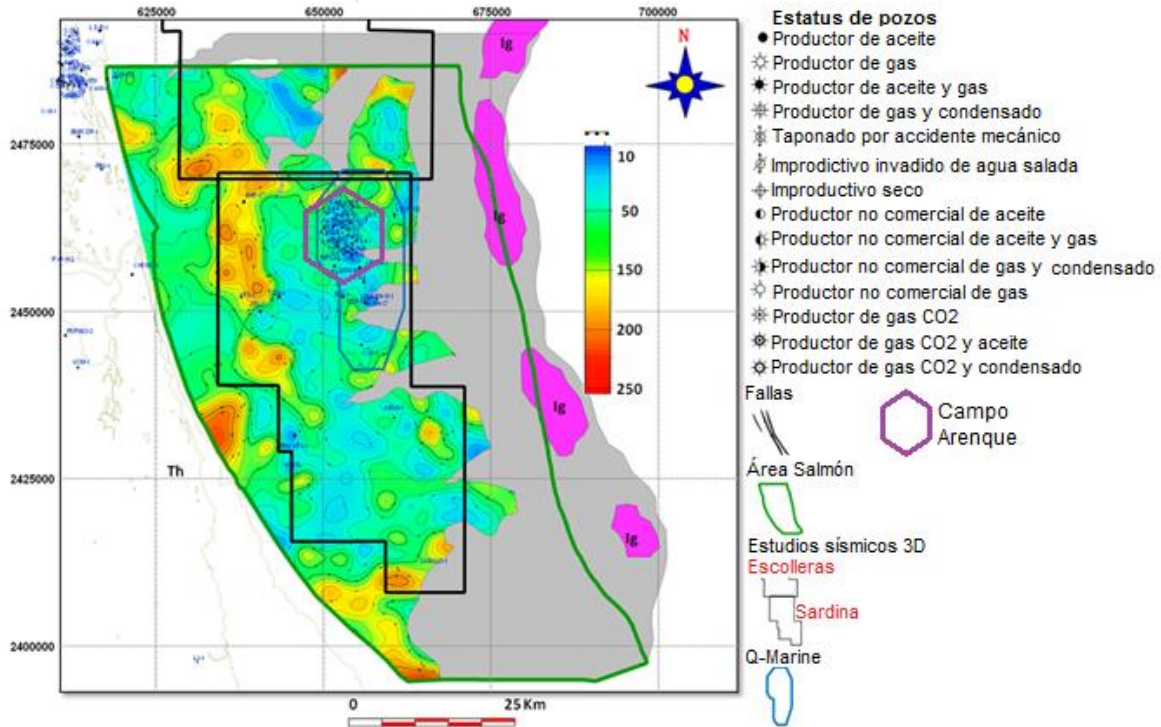 625000 650000 675000 700000
2475000
2450000
2425000
2400000
Ig
Ig
Ig
Ig
N
10
50
150
200
250
Th
0 25 Km
Estatus de pozos
Productor de aceite
Productor de gas
Productor de aceite y gas
Productor de gas y condensado
Taponado por accidente mecánico
Improdictivo invadido de agua salada
Improductivo seco
Productor no comercial de aceite
Productor no comercial de aceite y gas
Productor no comercial de gas y condensado
Productor no comercial de gas
Productor de gas CO2
Productor de gas CO2 y aceite
Productor de gas CO2 y condensado
Fallas
Campo
Arenque
Área Salmón
Estudios sísmicos 3D
Escolleras
Sardina
Q-Marine